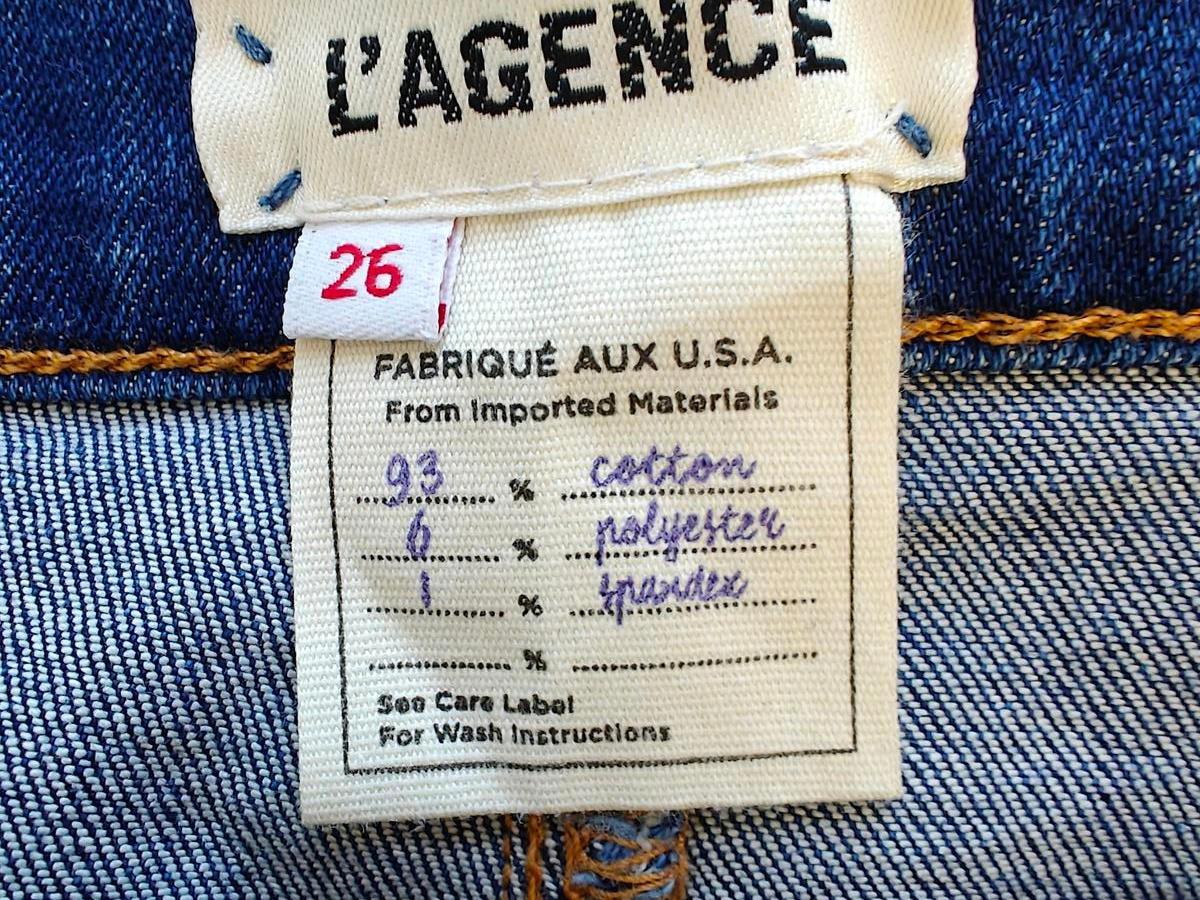 L'AGENCE
26
FABRIQUÉ AUX U.S.A.
From Imported Materials
93 % cotton
6 % polyester
1 % spandex
%
See Care Label
For Wash Instructions